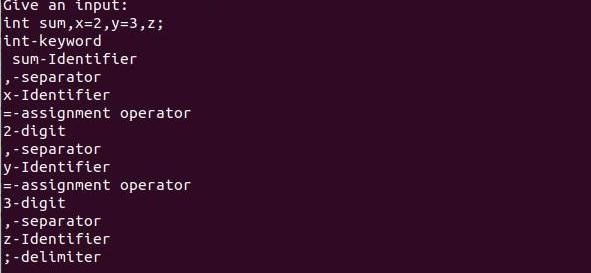 Give an input:
int sum,x=2,y=3,z;
int-keyword
 sum-Identifier
,-separator
x-Identifier
=-assignment operator
2-digit
,-separator
y-Identifier
=-assignment operator
3-digit
,-separator
z-Identifier
;-delimiter